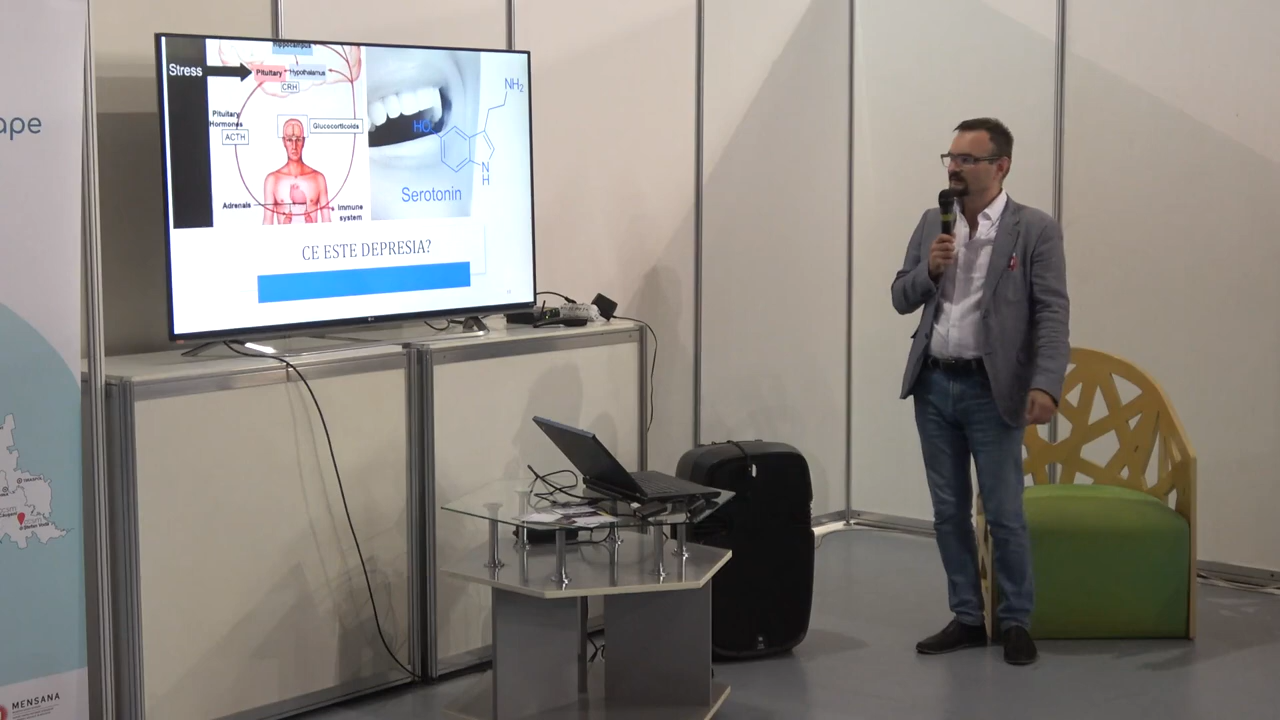 ape
MENSANA
Hippocampus
Stress
Pituitary
Hypothalamus
CRH
Pituitary
Hormones
ACTH
Glucocorticoids
Adrenals
Immune
system
NH2
HO
N
H
Serotonin
CE ESTE DEPRESIA?